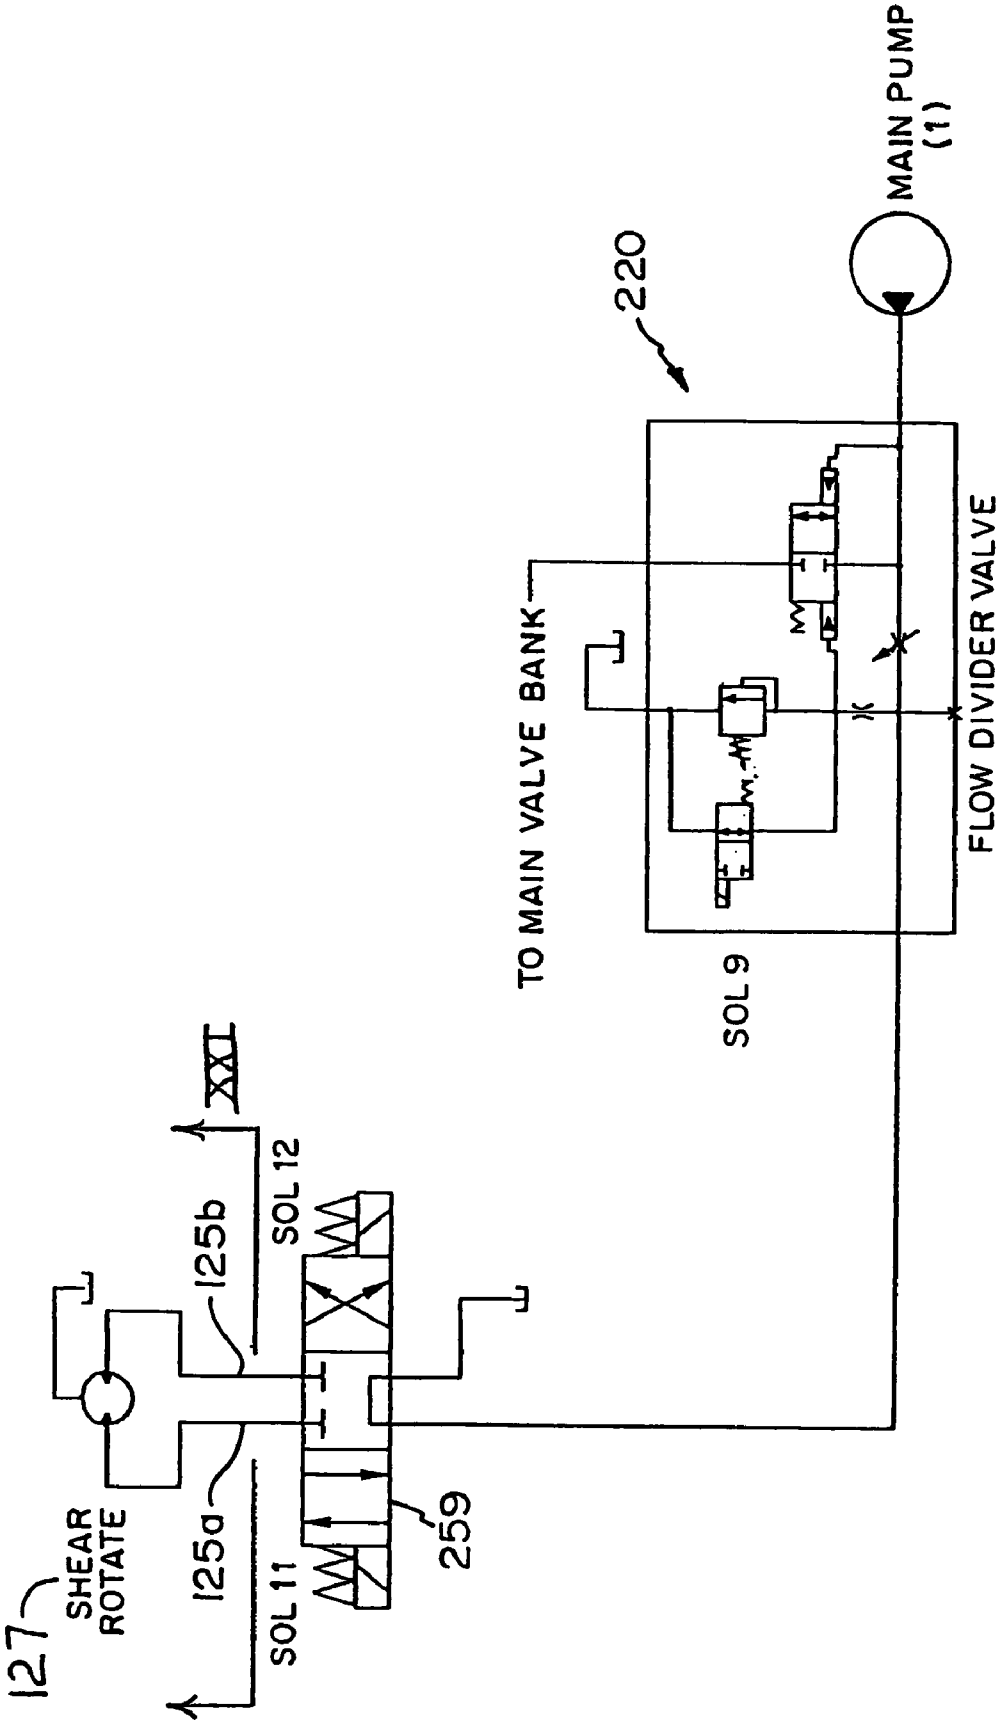 127
SHEAR
ROTATE
125a
125b
SOL 11
SOL 12
XXI
259
TO MAIN VALVE BANK
SOL 9
220
FLOW DIVIDER VALVE
MAIN PUMP
(1)